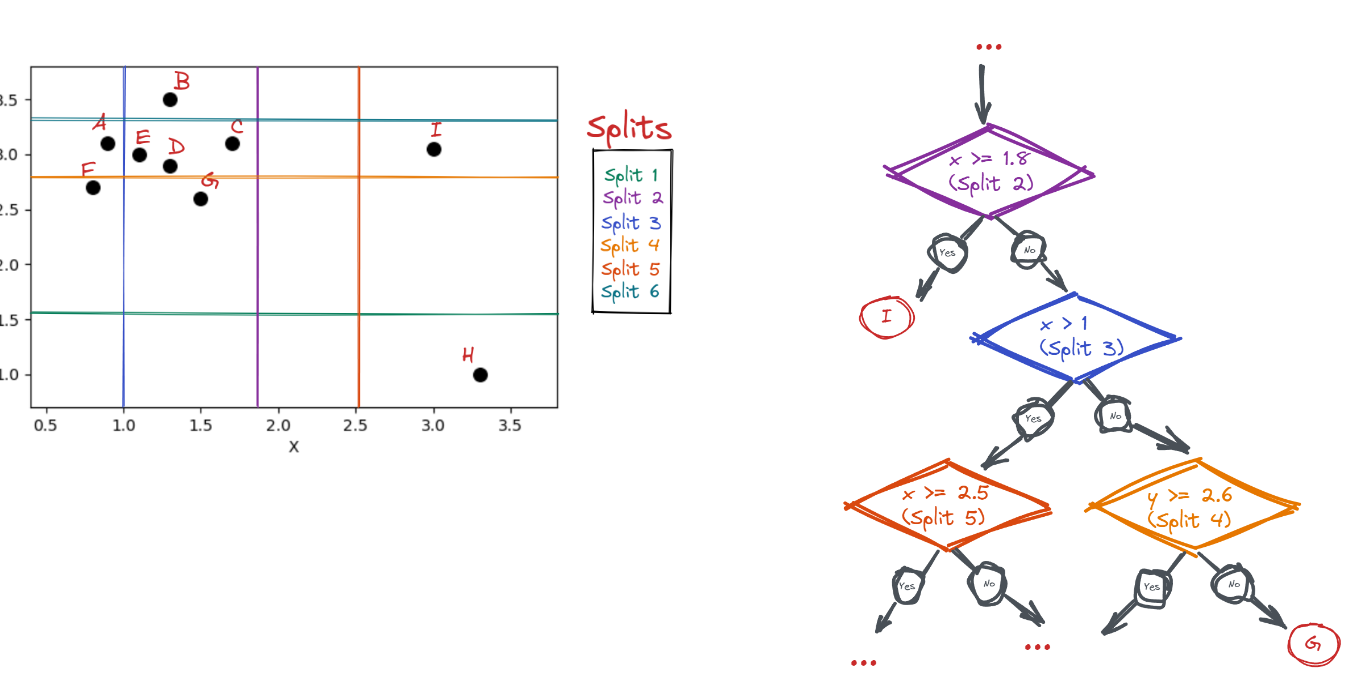 3.5
3.0
2.5
2.0
1.5
1.0
0.5 1.0 1.5 2.0 2.5 3.0 3.5
X
B
A
E
D
C
I
F
G
H
Splits
Split 1
Split 2
Split 3
Split 4
Split 5
Split 6
...
x >= 1.8
(Split 2)
Yes
No
I
x > 1
(Split 3)
Yes
No
x >= 2.5
(Split 5)
y >= 2.6
(Split 4)
Yes
No
Yes
No
...
...
G